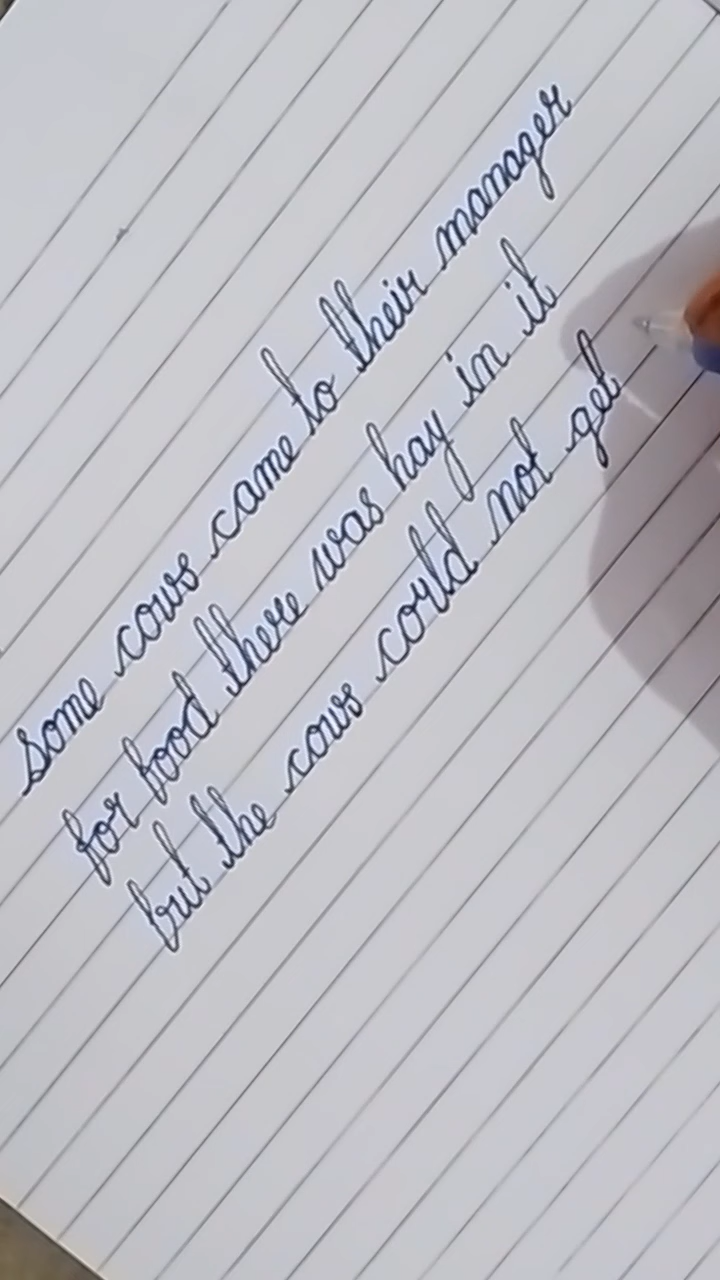 some cows came to their manager
for food there was hay in it
but the cows could not get